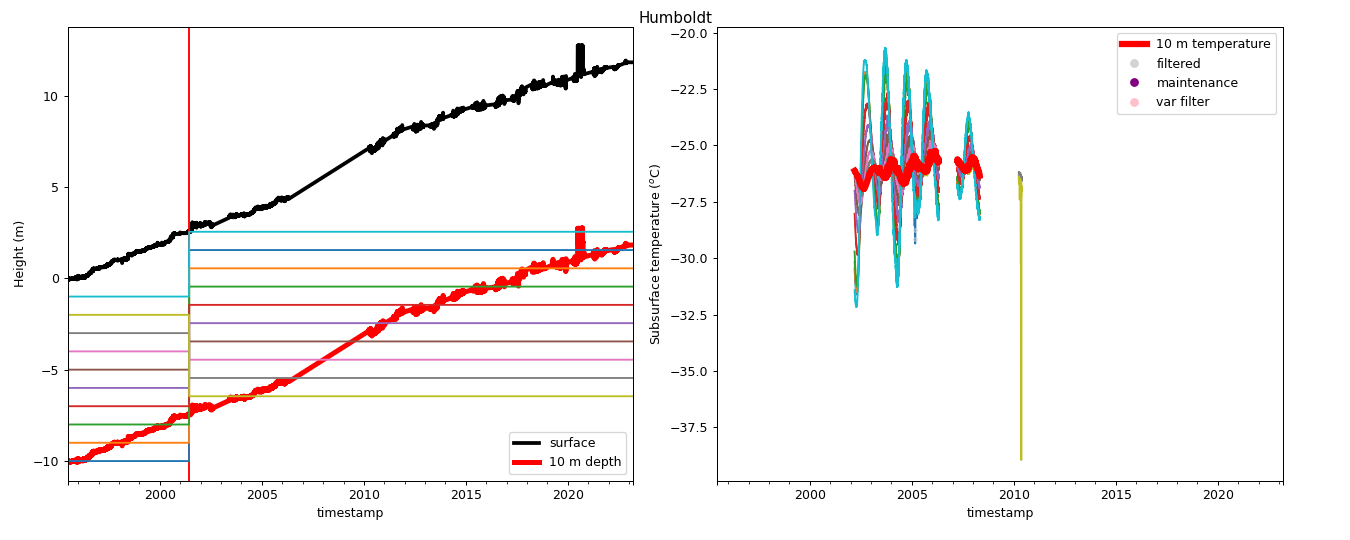 Humboldt
Height (m)
10
5
0
−5
−10
2000
2005
2010
2015
2020
timestamp
surface
10 m depth
Subsurface temperature (°C)
−20.0
−22.5
−25.0
−27.5
−30.0
−32.5
−35.0
−37.5
2000
2005
2010
2015
2020
timestamp
10 m temperature
filtered
maintenance
var filter